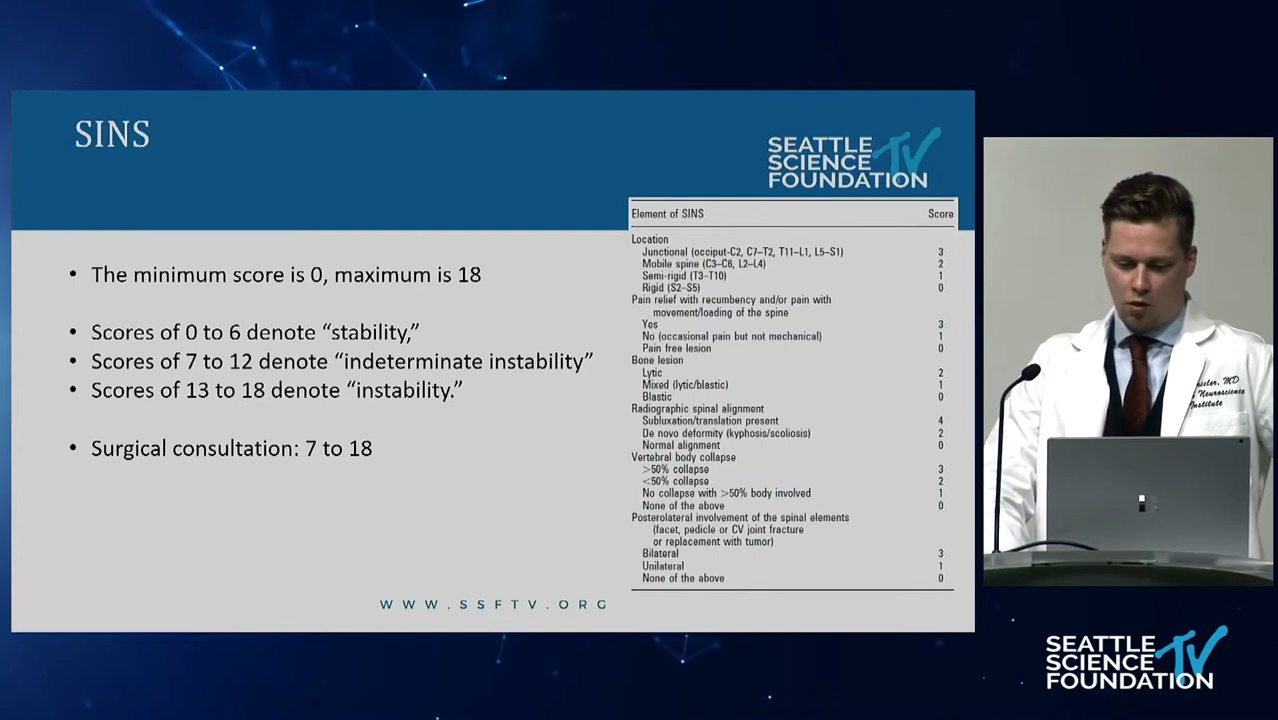 SINS
SEATTLE
SCIENCE TV
FOUNDATION
• The minimum score is 0, maximum is 18
• Scores of 0 to 6 denote “stability,”
• Scores of 7 to 12 denote “indeterminate instability”
• Scores of 13 to 18 denote “instability.”
• Surgical consultation: 7 to 18
Element of SINS Score
Location
Junctional (occiput-C2, C7–T2, T11–L1, L5–S1) 3
Mobile spine (C3–C6, L2–L4) 2
Semi-rigid (T3–T10) 1
Rigid (S2–S5) 0
Pain relief with recumbency and/or pain with
movement/loading of the spine
Yes 3
No (occasional pain but not mechanical) 1
Pain free lesion 0
Bone lesion
Lytic 2
Mixed (lytic/blastic) 1
Blastic 0
Radiographic spinal alignment
Subluxation/translation present 4
De novo deformity (kyphosis/scoliosis) 2
Normal alignment 0
Vertebral body collapse
>50% collapse 3
<50% collapse 2
No collapse with >50% body involved 1
None of the above 0
Posterolateral involvement of the spinal elements
(facet, pedicle or CV joint fracture
or replacement with tumor)
Bilateral 3
Unilateral 1
None of the above 0
WWW.SSFTV.ORG
MD
Neuroscience
Institute
SEATTLE
SCIENCE TV
FOUNDATION